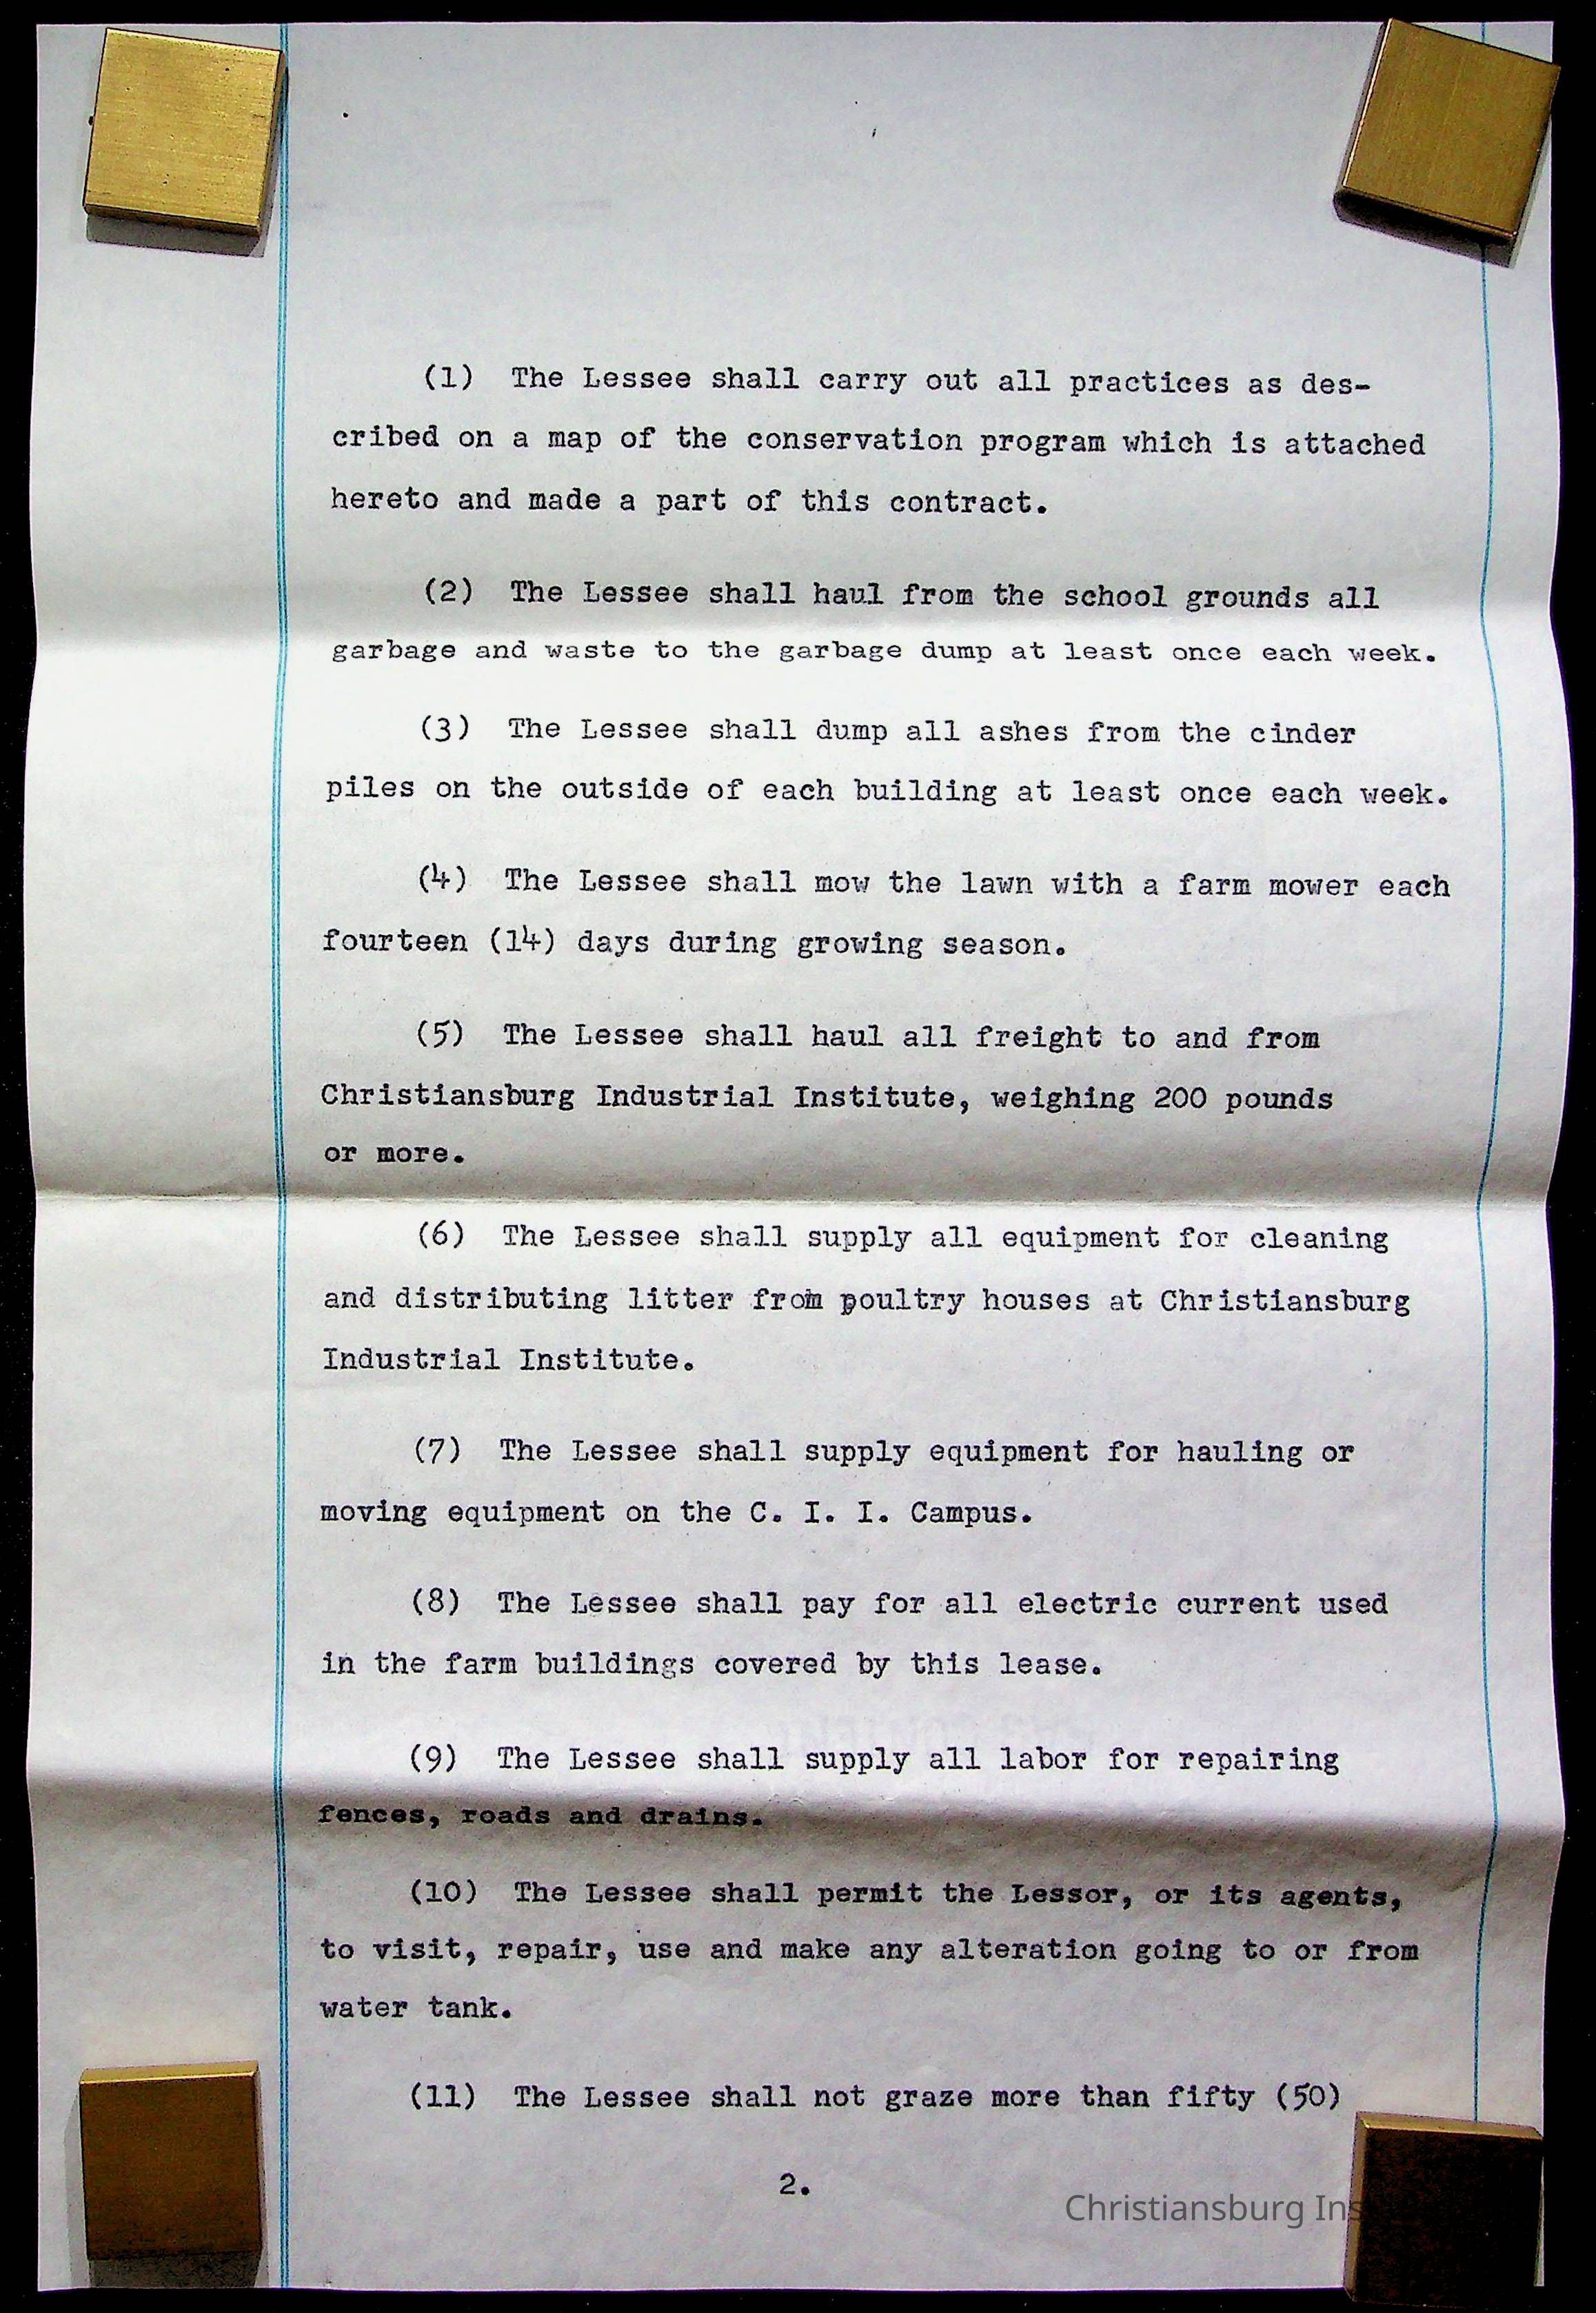 (1) The Lessee shall carry out all practices as des-
cribed on a map of the conservation program which is attached
hereto and made a part of this contract.
(2) The Lessee shall haul from the school grounds all
garbage and waste to the garbage dump at least once each week.
(3) The Lessee shall dump all ashes from the cinder
piles on the outside of each building at least once each week.
(4) The Lessee shall mow the lawn with a farm mower each
fourteen (14) days during growing season.
(5) The Lessee shall haul all freight to and from
Christiansburg Industrial Institute, weighing 200 pounds
or more.
(6) The Lessee shall supply all equipment for cleaning
and distributing litter from poultry houses at Christiansburg
Industrial Institute.
(7) The Lessee shall supply equipment for hauling or
moving equipment on the C. I. I. Campus.
(8) The Lessee shall pay for all electric current used
in the farm buildings covered by this lease.
(9) The Lessee shall supply all labor for repairing
fences, roads and drains.
(10) The Lessee shall permit the Lessor, or its agents,
to visit, repair, use and make any alteration going to or from
water tank.
(11) The Lessee shall not graze more than fifty (50)
2.
Christiansburg